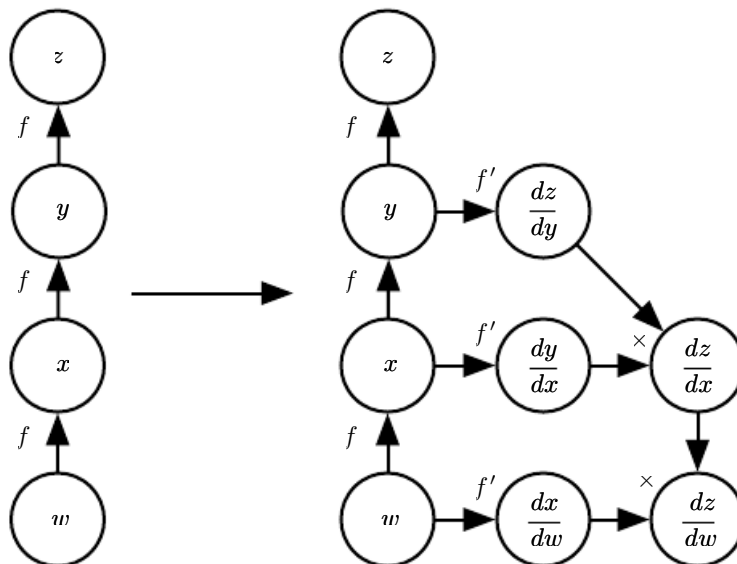 z z
f f
y f′ dz/dy
y
f f
x f′ dy/dx × dz/dx
x
f f
w f′ dx/dw × dz/dw
w